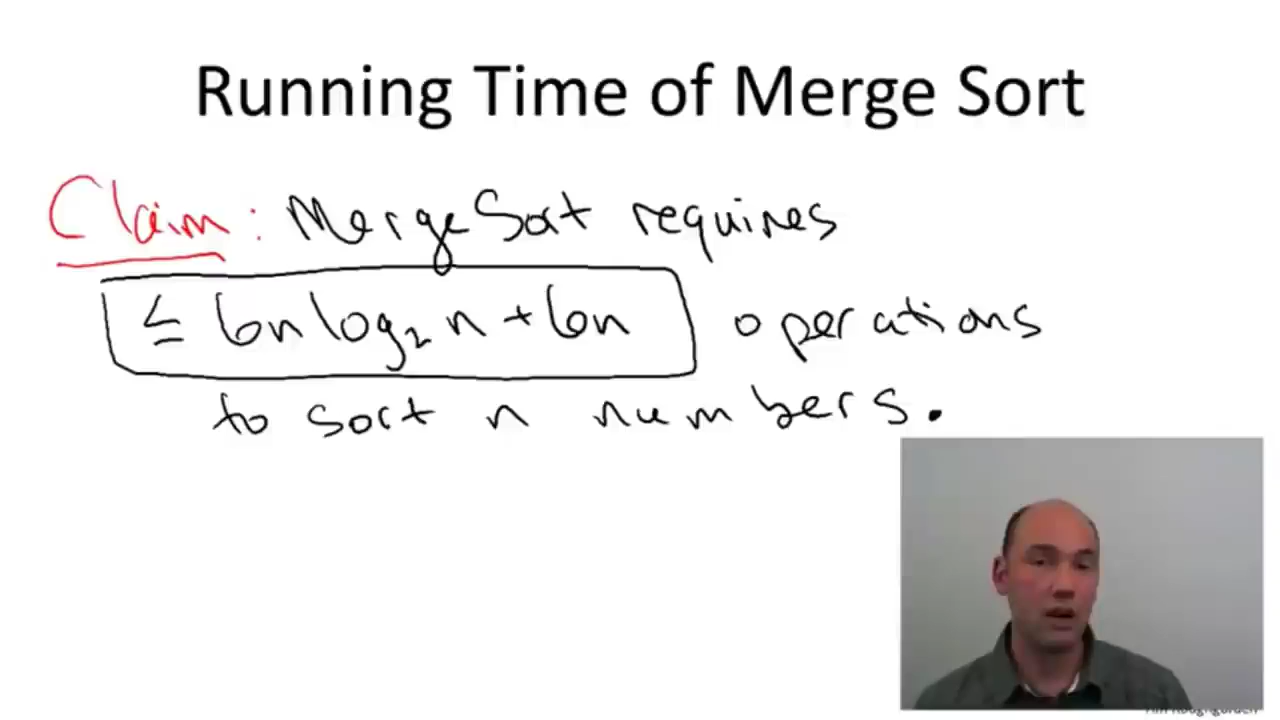 Running Time of Merge Sort
Claim: MergeSort requires
≤ 6n log₂ n + 6n operations
to sort n numbers.